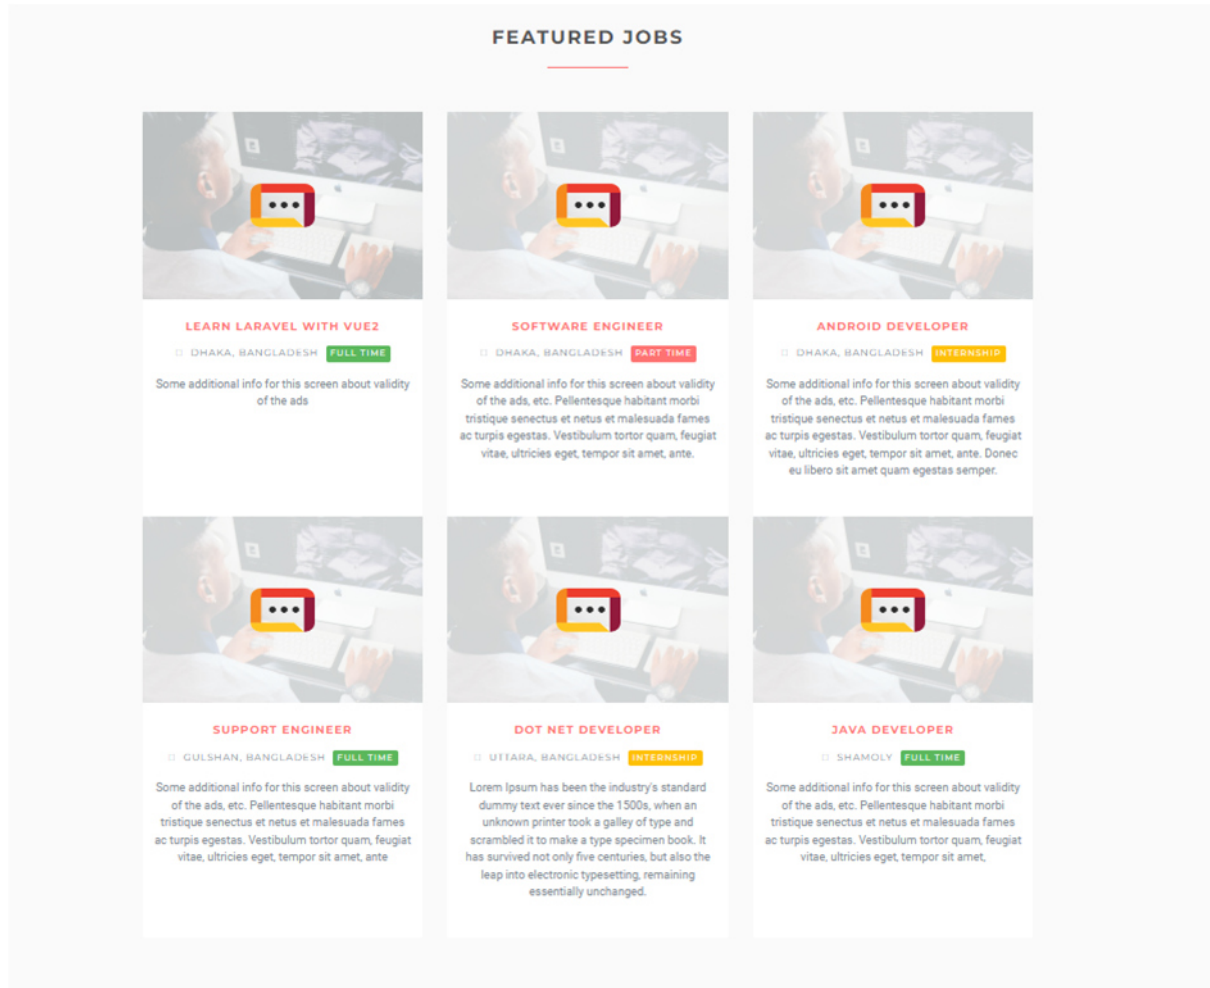 FEATURED JOBS
LEARN LARAVEL WITH VUE2
DHAKA, BANGLADESH FULL TIME
Some additional info for this screen about validity
of the ads
SOFTWARE ENGINEER
DHAKA, BANGLADESH PART TIME
Some additional info for this screen about validity
of the ads, etc. Pellentesque habitant morbi
tristique senectus et netus et malesuada fames
ac turpis egestas. Vestibulum tortor quam, feugiat
vitae, ultricies eget, tempor sit amet, ante.
ANDROID DEVELOPER
DHAKA, BANGLADESH INTERNSHIP
Some additional info for this screen about validity
of the ads, etc. Pellentesque habitant morbi
tristique senectus et netus et malesuada fames
ac turpis egestas. Vestibulum tortor quam, feugiat
vitae, ultricies eget, tempor sit amet, ante. Donec
eu libero sit amet quam egestas semper.
SUPPORT ENGINEER
GULSHAN, BANGLADESH FULL TIME
Some additional info for this screen about validity
of the ads, etc. Pellentesque habitant morbi
tristique senectus et netus et malesuada fames
ac turpis egestas. Vestibulum tortor quam, feugiat
vitae, ultricies eget, tempor sit amet, ante
DOT NET DEVELOPER
UTTARA, BANGLADESH INTERNSHIP
Lorem Ipsum has been the industry's standard
dummy text ever since the 1500s, when an
unknown printer took a galley of type and
scrambled it to make a type specimen book. It
has survived not only five centuries, but also the
leap into electronic typesetting, remaining
essentially unchanged.
JAVA DEVELOPER
SHAMOLY FULL TIME
Some additional info for this screen about validity
of the ads, etc. Pellentesque habitant morbi
tristique senectus et netus et malesuada fames
ac turpis egestas. Vestibulum tortor quam, feugiat
vitae, ultricies eget, tempor sit amet,